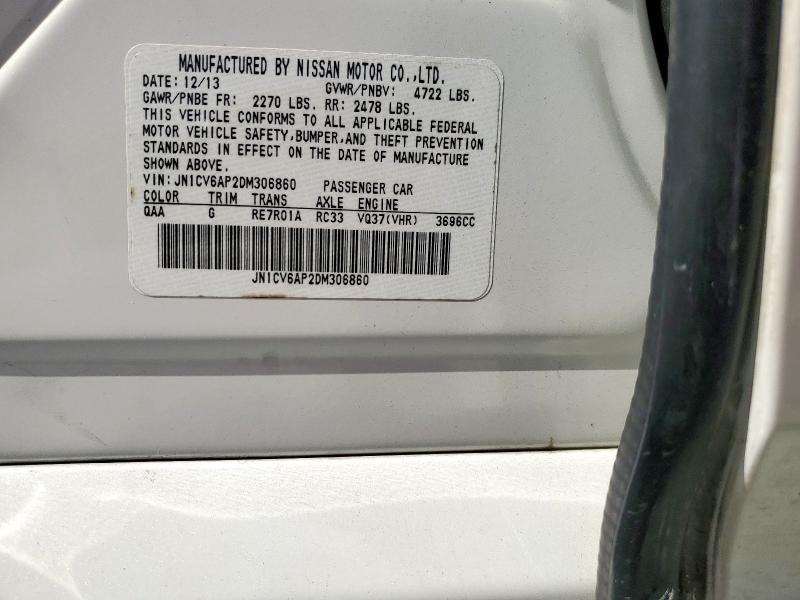 MANUFACTURED BY NISSAN MOTOR CO.,LTD.
DATE: 12/13 GVWR/PNBV: 4722 LBS.
GAWR/PNBE FR: 2270 LBS. RR: 2478 LBS.
THIS VEHICLE CONFORMS TO ALL APPLICABLE FEDERAL
MOTOR VEHICLE SAFETY,BUMPER,AND THEFT PREVENTION
STANDARDS IN EFFECT ON THE DATE OF MANUFACTURE
SHOWN ABOVE.
VIN: JN1CV6AP2DM306860 PASSENGER CAR
COLOR TRIM TRANS AXLE ENGINE
QAA G RE7R01A RC33 VQ37(VHR) 3696CC
JN1CV6AP2DM306860